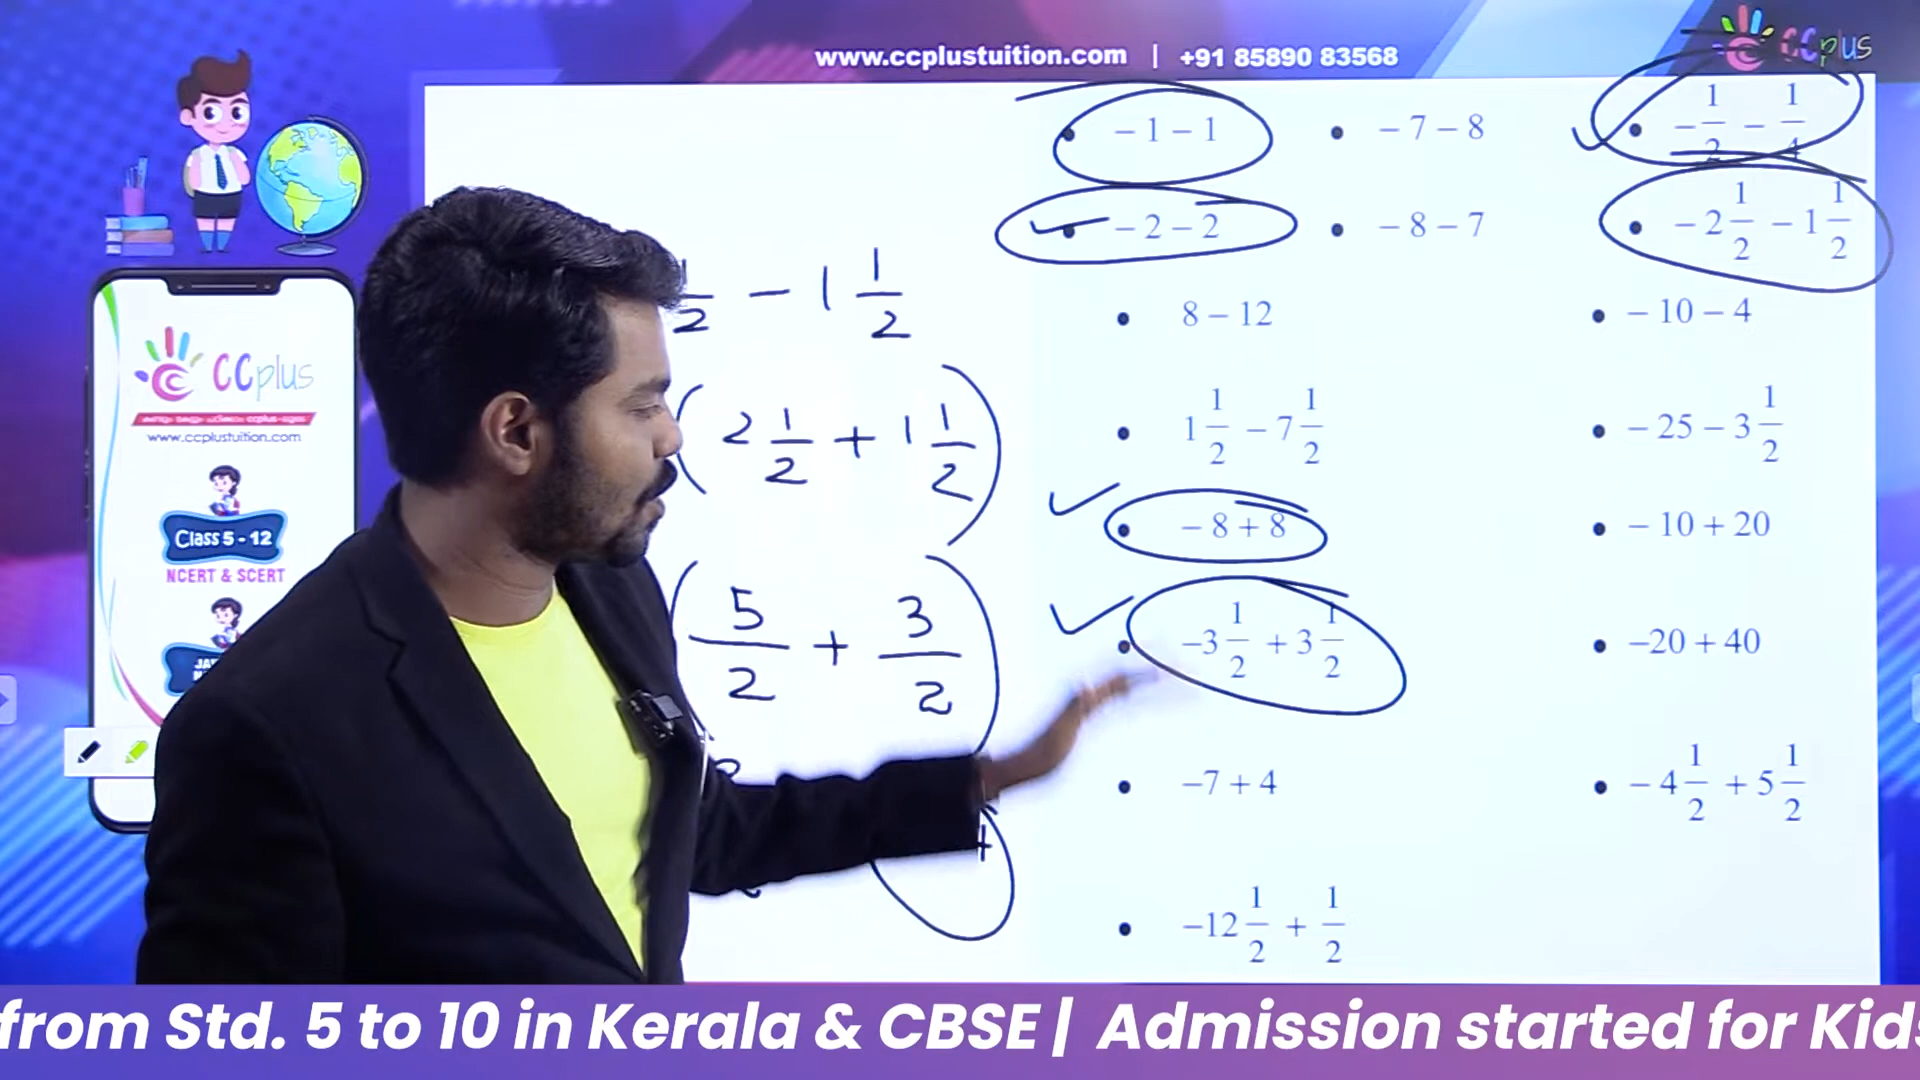 www.ccplustuition.com | +91 85890 83568
CCplus
CCplus
www.ccplustuition.com
Class 5 - 12
NCERT & SCERT
1/2 − 1 1/2
(2 1/2 + 1 1/2)
(5/2 + 3/2)
• − 1 − 1
• − 7 − 8
• − 1/2 − 1/4
• − 2 − 2
• − 8 − 7
• − 2 1/2 − 1 1/2
• 8 − 12
• − 10 − 4
• 1 1/2 − 7 1/2
• − 25 − 3 1/2
• − 8 + 8
• − 10 + 20
• −3 1/2 + 3 1/2
• −20 + 40
• −7 + 4
• − 4 1/2 + 5 1/2
• −12 1/2 + 1/2
from Std. 5 to 10 in Kerala & CBSE | Admission started for Kids